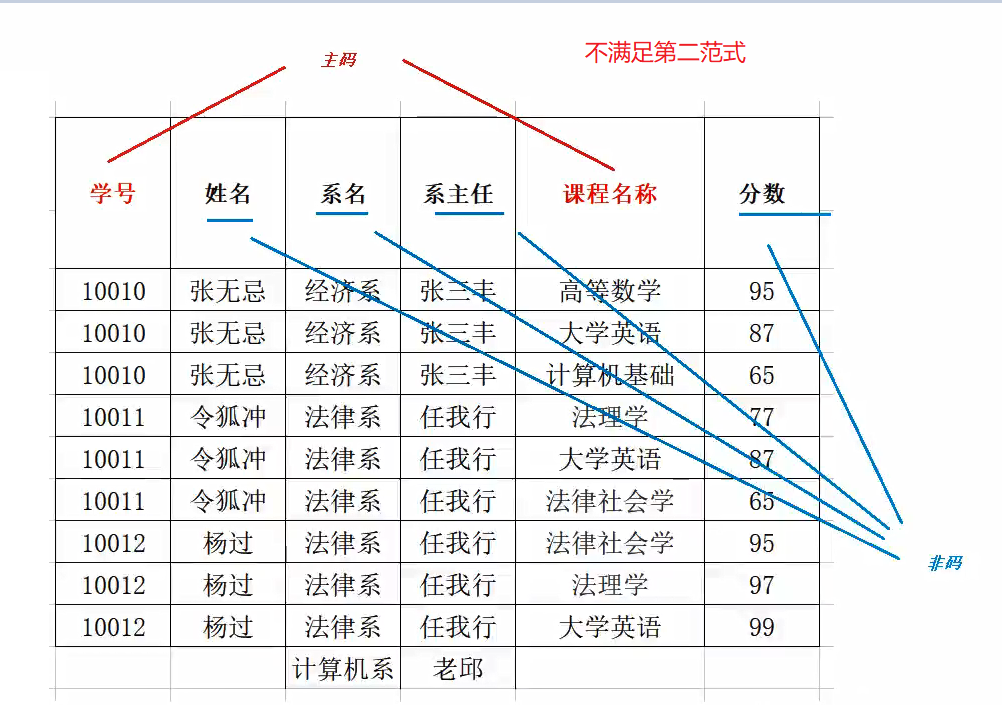 主码
不满足第二范式
学号 姓名 系名 系主任 课程名称 分数
10010 张无忌 经济系 张三丰 高等数学 95
10010 张无忌 经济系 张三丰 大学英语 87
10010 张无忌 经济系 张三丰 计算机基础 65
10011 令狐冲 法律系 任我行 法理学 77
10011 令狐冲 法律系 任我行 大学英语 87
10011 令狐冲 法律系 任我行 法律社会学 65
10012 杨过 法律系 任我行 法律社会学 95
非码
10012 杨过 法律系 任我行 法理学 97
10012 杨过 法律系 任我行 大学英语 99
计算机系 老邱